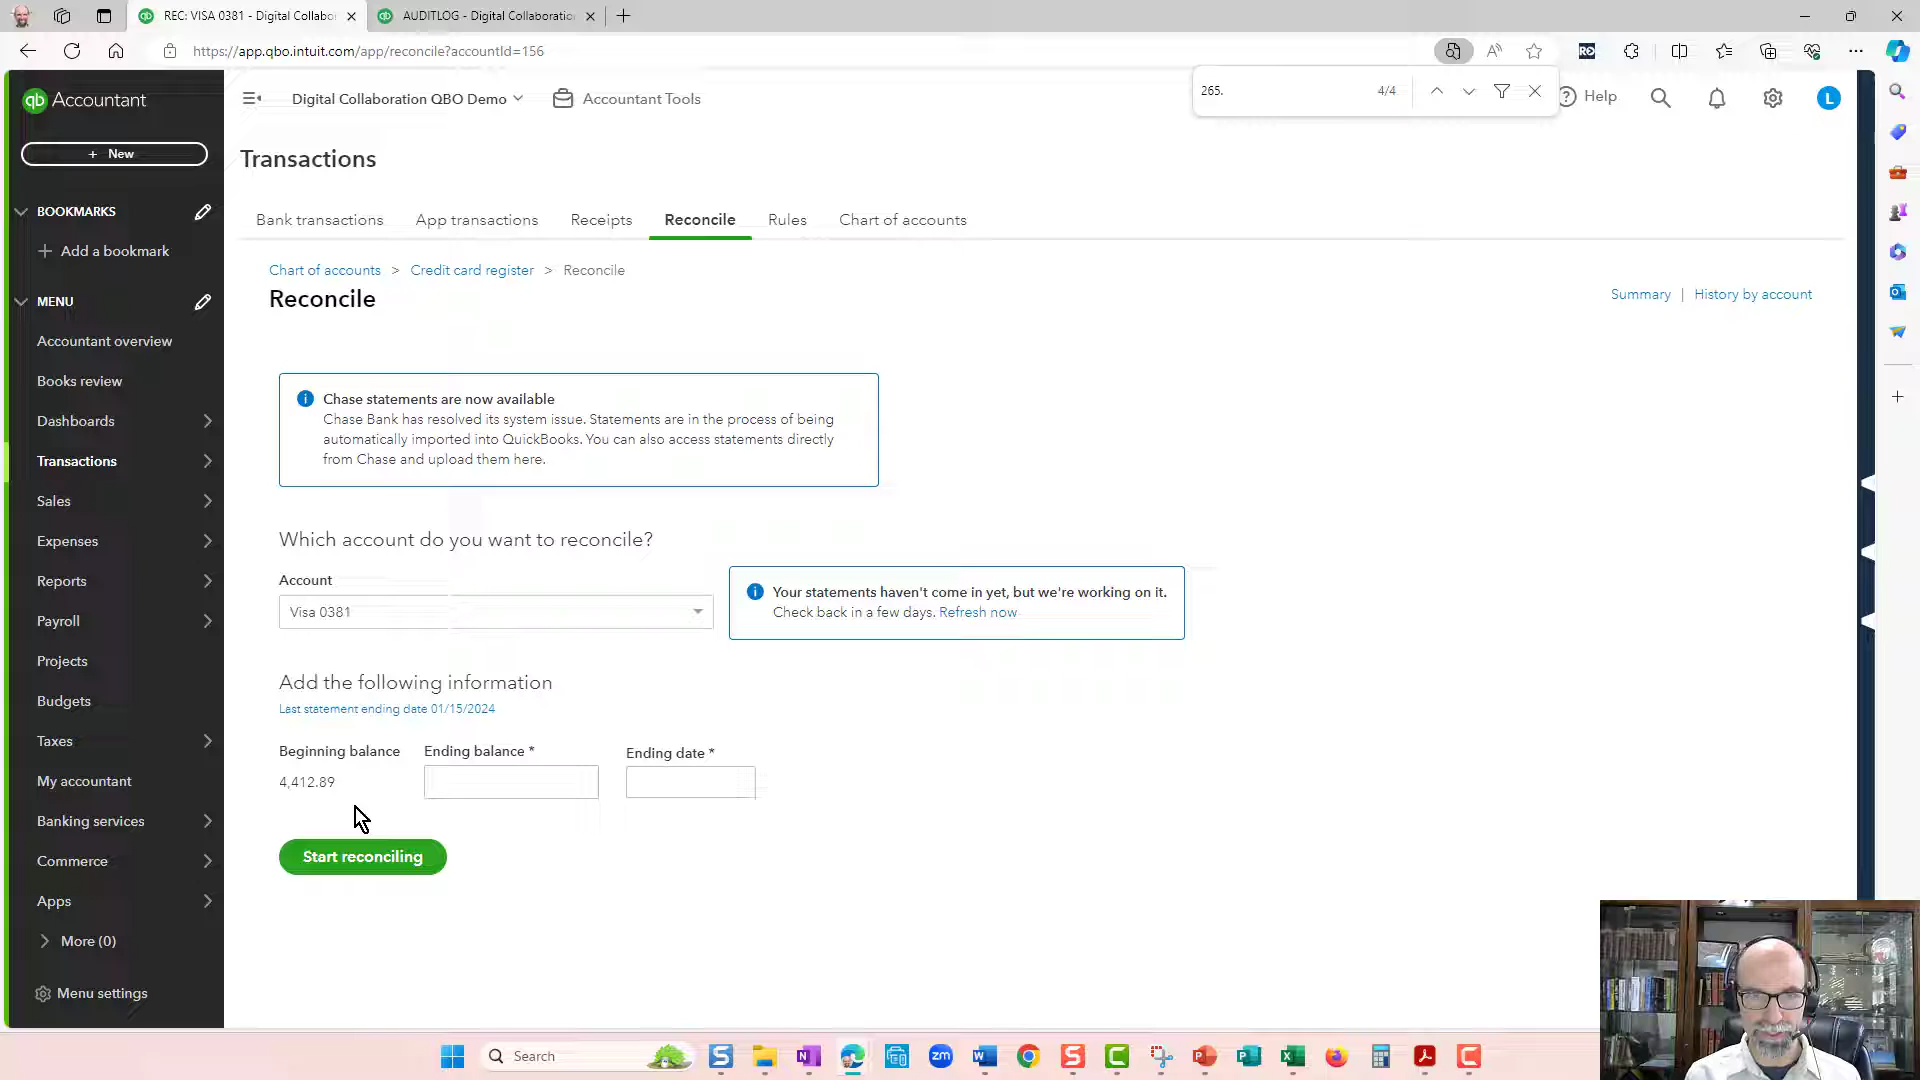 REC: VISA 0381 - Digital Collabor
AUDITLOG - Digital Collaboration
https://app.qbo.intuit.com/app/reconcile?accountId=156
265.
4/4
qb Accountant
Digital Collaboration QBO Demo
Accountant Tools
Help
L
+ New
Transactions
BOOKMARKS
Bank transactions
App transactions
Receipts
Reconcile
Rules
Chart of accounts
+ Add a bookmark
Chart of accounts > Credit card register > Reconcile
Reconcile
Summary | History by account
MENU
Accountant overview
Books review
Dashboards
Transactions
Sales
Expenses
Reports
Payroll
Projects
Budgets
Taxes
My accountant
Banking services
Commerce
Apps
More (0)
Menu settings
Chase statements are now available
Chase Bank has resolved its system issue. Statements are in the process of being
automatically imported into QuickBooks. You can also access statements directly
from Chase and upload them here.
Which account do you want to reconcile?
Account
Visa 0381
Your statements haven't come in yet, but we're working on it.
Check back in a few days. Refresh now
Add the following information
Last statement ending date 01/15/2024
Beginning balance
Ending balance *
Ending date *
4,412.89
Start reconciling
Search
zm